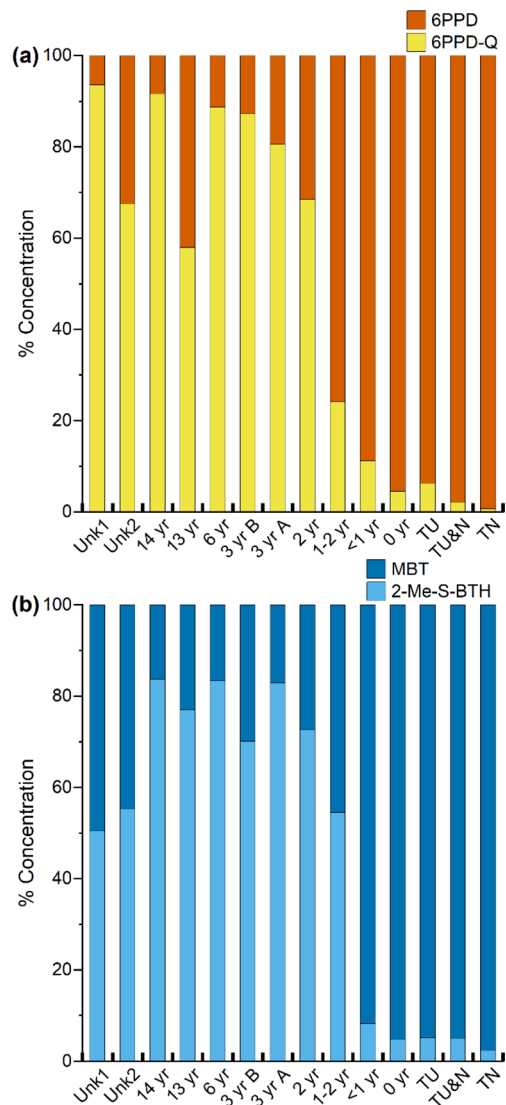 (a)
6PPD
6PPD-Q
100
80
60
40
20
0
% Concentration
Unk1 Unk2 14 yr 13 yr 6 yr 3 yr B 3 yr A 2 yr 1-2 yr <1 yr 0 yr TU TU&N TN
(b)
MBT
2-Me-S-BTH
100
80
60
40
20
0
% Concentration
Unk1 Unk2 14 yr 13 yr 6 yr 3 yr B 3 yr A 2 yr 1-2 yr <1 yr 0 yr TU TU&N TN